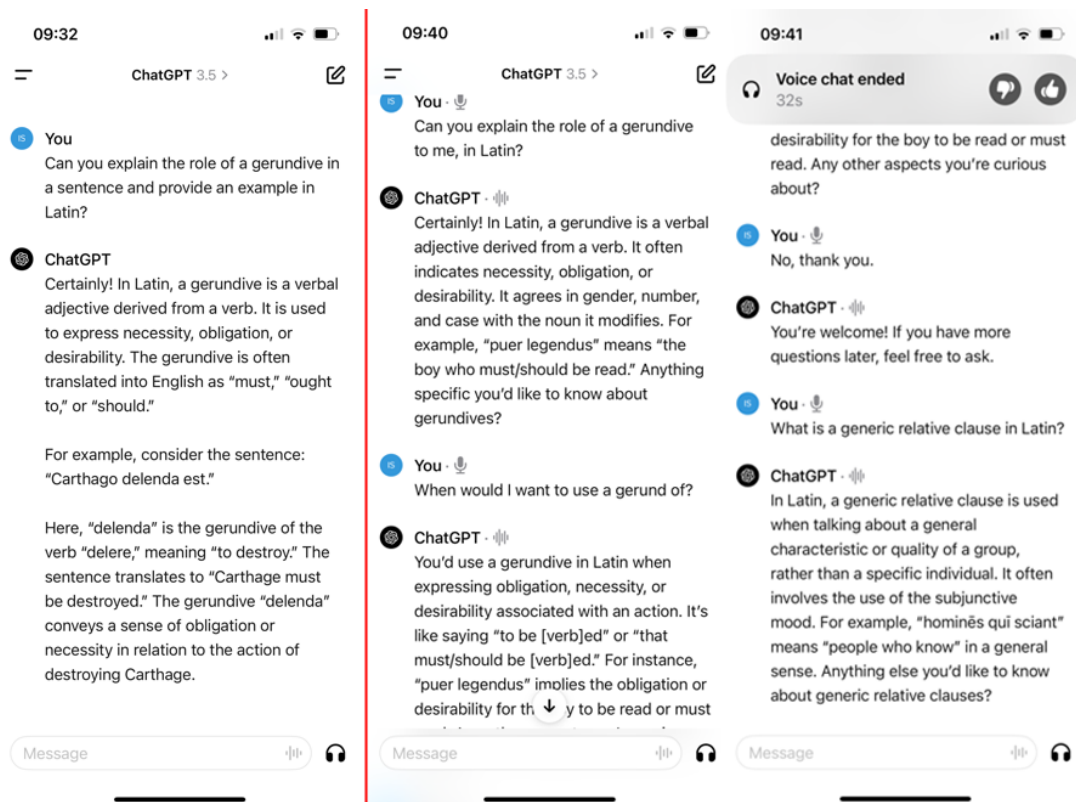 09:32
ChatGPT 3.5 >
IS You
Can you explain the role of a gerundive in
a sentence and provide an example in
Latin?
ChatGPT
Certainly! In Latin, a gerundive is a verbal
adjective derived from a verb. It is used
to express necessity, obligation, or
desirability. The gerundive is often
translated into English as “must,” “ought
to,” or “should.”
For example, consider the sentence:
“Carthago delenda est.”
Here, “delenda” is the gerundive of the
verb “delere,” meaning “to destroy.” The
sentence translates to “Carthage must
be destroyed.” The gerundive “delenda”
conveys a sense of obligation or
necessity in relation to the action of
destroying Carthage.
Message
09:40
ChatGPT 3.5 >
IS You ·
Can you explain the role of a gerundive
to me, in Latin?
ChatGPT ·
Certainly! In Latin, a gerundive is a verbal
adjective derived from a verb. It often
indicates necessity, obligation, or
desirability. It agrees in gender, number,
and case with the noun it modifies. For
example, “puer legendus” means “the
boy who must/should be read.” Anything
specific you’d like to know about
gerundives?
IS You ·
When would I want to use a gerund of?
ChatGPT ·
You’d use a gerundive in Latin when
expressing obligation, necessity, or
desirability associated with an action. It’s
like saying “to be [verb]ed” or “that
must/should be [verb]ed.” For instance,
“puer legendus” implies the obligation or
desirability for th y to be read or must
Message
09:41
Voice chat ended
32s
desirability for the boy to be read or must
read. Any other aspects you’re curious
about?
IS You ·
No, thank you.
ChatGPT ·
You’re welcome! If you have more
questions later, feel free to ask.
IS You ·
What is a generic relative clause in Latin?
ChatGPT ·
In Latin, a generic relative clause is used
when talking about a general
characteristic or quality of a group,
rather than a specific individual. It often
involves the use of the subjunctive
mood. For example, “hominēs quī sciant”
means “people who know” in a general
sense. Anything else you’d like to know
about generic relative clauses?
Message